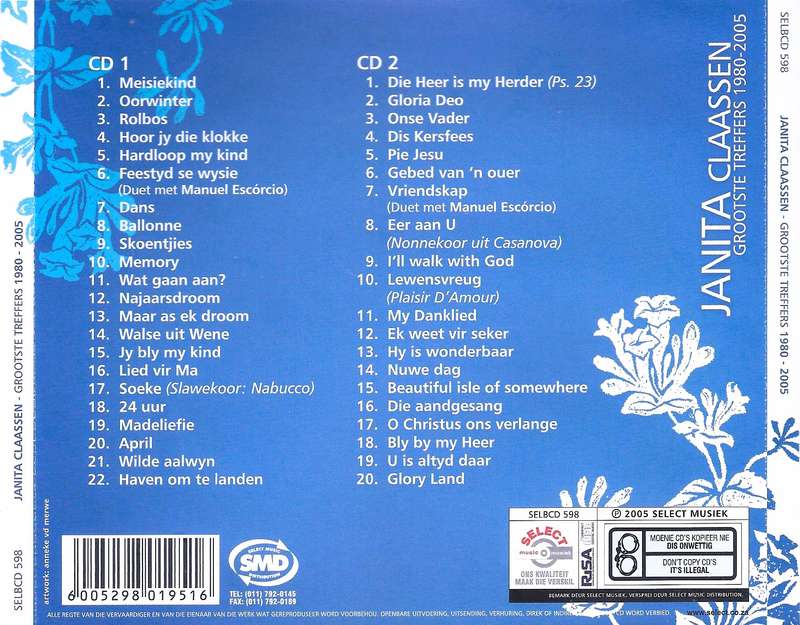 CD 1
1. Meisiekind
2. Oorwinter
3. Rolbos
4. Hoor jy die klokke
5. Hardloop my kind
6. Feestyd se wysie
(Duet met Manuel Escórcio)
7. Dans
8. Ballonne
9. Skoentjies
10. Memory
11. Wat gaan aan?
12. Najaarsdroom
13. Maar as ek droom
14. Walse uit Wene
15. Jy bly my kind
16. Lied vir Ma
17. Soeke (Slawekoor: Nabucco)
18. 24 uur
19. Madeliefie
20. April
21. Wilde aalwyn
22. Haven om te landen
CD 2
1. Die Heer is my Herder (Ps. 23)
2. Gloria Deo
3. Onse Vader
4. Dis Kersfees
5. Pie Jesu
6. Gebed van 'n ouer
7. Vriendskap
(Duet met Manuel Escórcio)
8. Eer aan U
(Nonnekoor uit Casanova)
9. I'll walk with God
10. Lewensvreug
(Plaisir D'Amour)
11. My Danklied
12. Ek weet vir seker
13. Hy is wonderbaar
14. Nuwe dag
15. Beautiful isle of somewhere
16. Die aandgesang
17. O Christus ons verlange
18. Bly by my Heer
19. U is altyd daar
20. Glory Land
JANITA CLAASSEN
GROOTSTE TREFFERS 1980-2005
SELBCD 598
JANITA CLAASSEN - GROOTSTE TREFFERS 1980 - 2005
JANITA CLAASSEN - GROOTSTE TREFFERS 1980 - 2005
SELBCD 598
artwork: anneke vd merwe
6005298019516
SELECT MUSIC
SMD
DISTRIBUTION
TEL: (011) 792-0145
FAX: (011) 792-0189
SELBCD 598
℗ 2005 SELECT MUSIEK
SELECT
music musiek
ONS KWALITEIT
MAAK DIE VERSKIL
RiSA
MOENIE CD'S KOPIEER NIE
DIS ONWETTIG
DON'T COPY CD'S
IT'S ILLEGAL
BEMARK DEUR SELECT MUSIEK, VERSPREI DEUR SELECT MUSIC DISTRIBUTION.
ALLE REGTE VAN DIE VERVAARDIGER EN VAN DIE EIENAAR VAN DIE WERK WAT GEREPRODUSEER WORD VOORBEHOU. OPENBARE UITVOERING, UITSENDING, VERHURING, DIREK OF INDIREK WORD VERBIED.
www.select.co.za